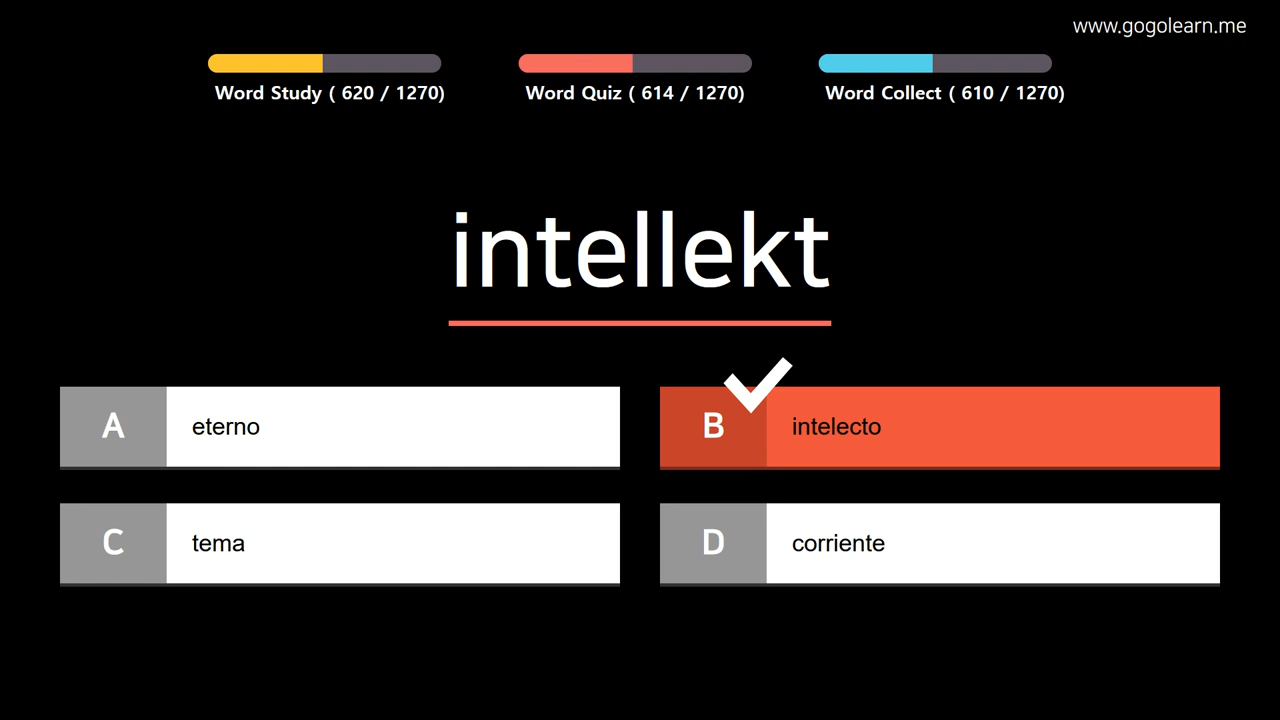 www.gogolearn.me
Word Study ( 620 / 1270)
Word Quiz ( 614 / 1270)
Word Collect ( 610 / 1270)
intellekt
A eterno
B intelecto
C tema
D corriente